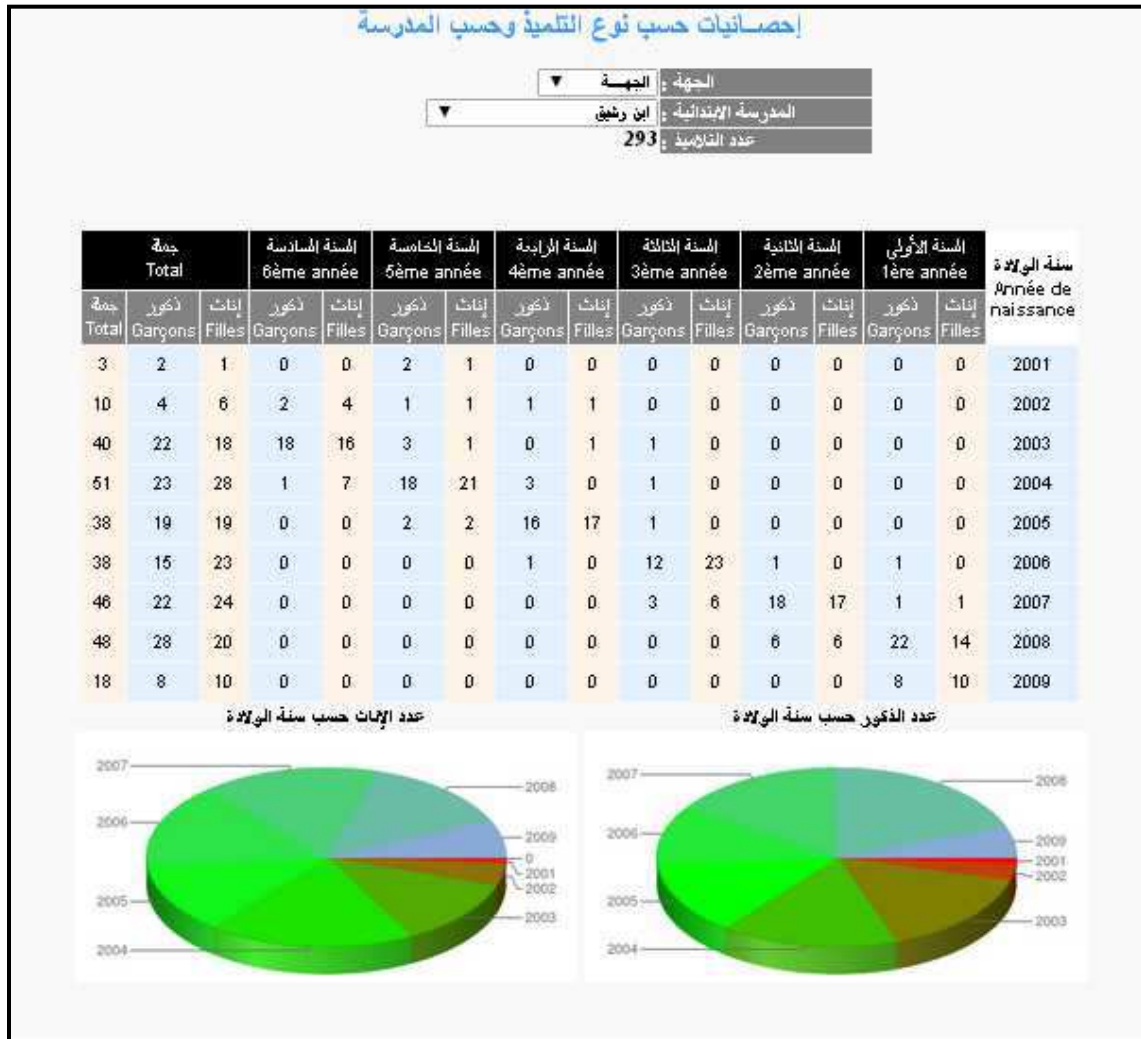 إحصــائيات حسب نوع التلميذ وحسب المدرسة
الجهة : الجهــة
المدرسة الابتدائية : ابن رشيق
عدد التلاميذ : 293
سنة الولادة السنة الأولى السنة الثانية السنة الثالثة السنة الرابعة السنة الخامسة السنة السادسة جملة
Année de naissance 1ère année 2ème année 3ème année 4ème année 5ème année 6ème année Total
إناث ذكور إناث ذكور إناث ذكور إناث ذكور إناث ذكور إناث ذكور إناث ذكور جملة
Filles Garçons Filles Garçons Filles Garçons Filles Garçons Filles Garçons Filles Garçons Filles Garçons Total
2001 0 0 0 0 0 0 0 0 1 2 0 0 1 2 3
2002 0 0 0 0 0 0 1 1 1 1 4 2 6 4 10
2003 0 0 0 0 0 1 1 0 1 3 16 18 18 22 40
2004 0 0 0 0 0 1 0 3 21 18 7 1 28 23 51
2005 0 0 0 0 0 1 17 16 2 2 0 0 19 19 38
2006 0 1 0 1 23 12 0 1 0 0 0 0 23 15 38
2007 1 1 17 18 6 3 0 0 0 0 0 0 24 22 46
2008 14 22 6 6 0 0 0 0 0 0 0 0 20 28 48
2009 10 8 0 0 0 0 0 0 0 0 0 0 10 8 18
عدد الذكور حسب سنة الولادة
2007
2008
2006
2009
2001
2002
2005
2003
2004
عدد الإناث حسب سنة الولادة
2007
2008
2006
2009
0
2001
2002
2005
2003
2004